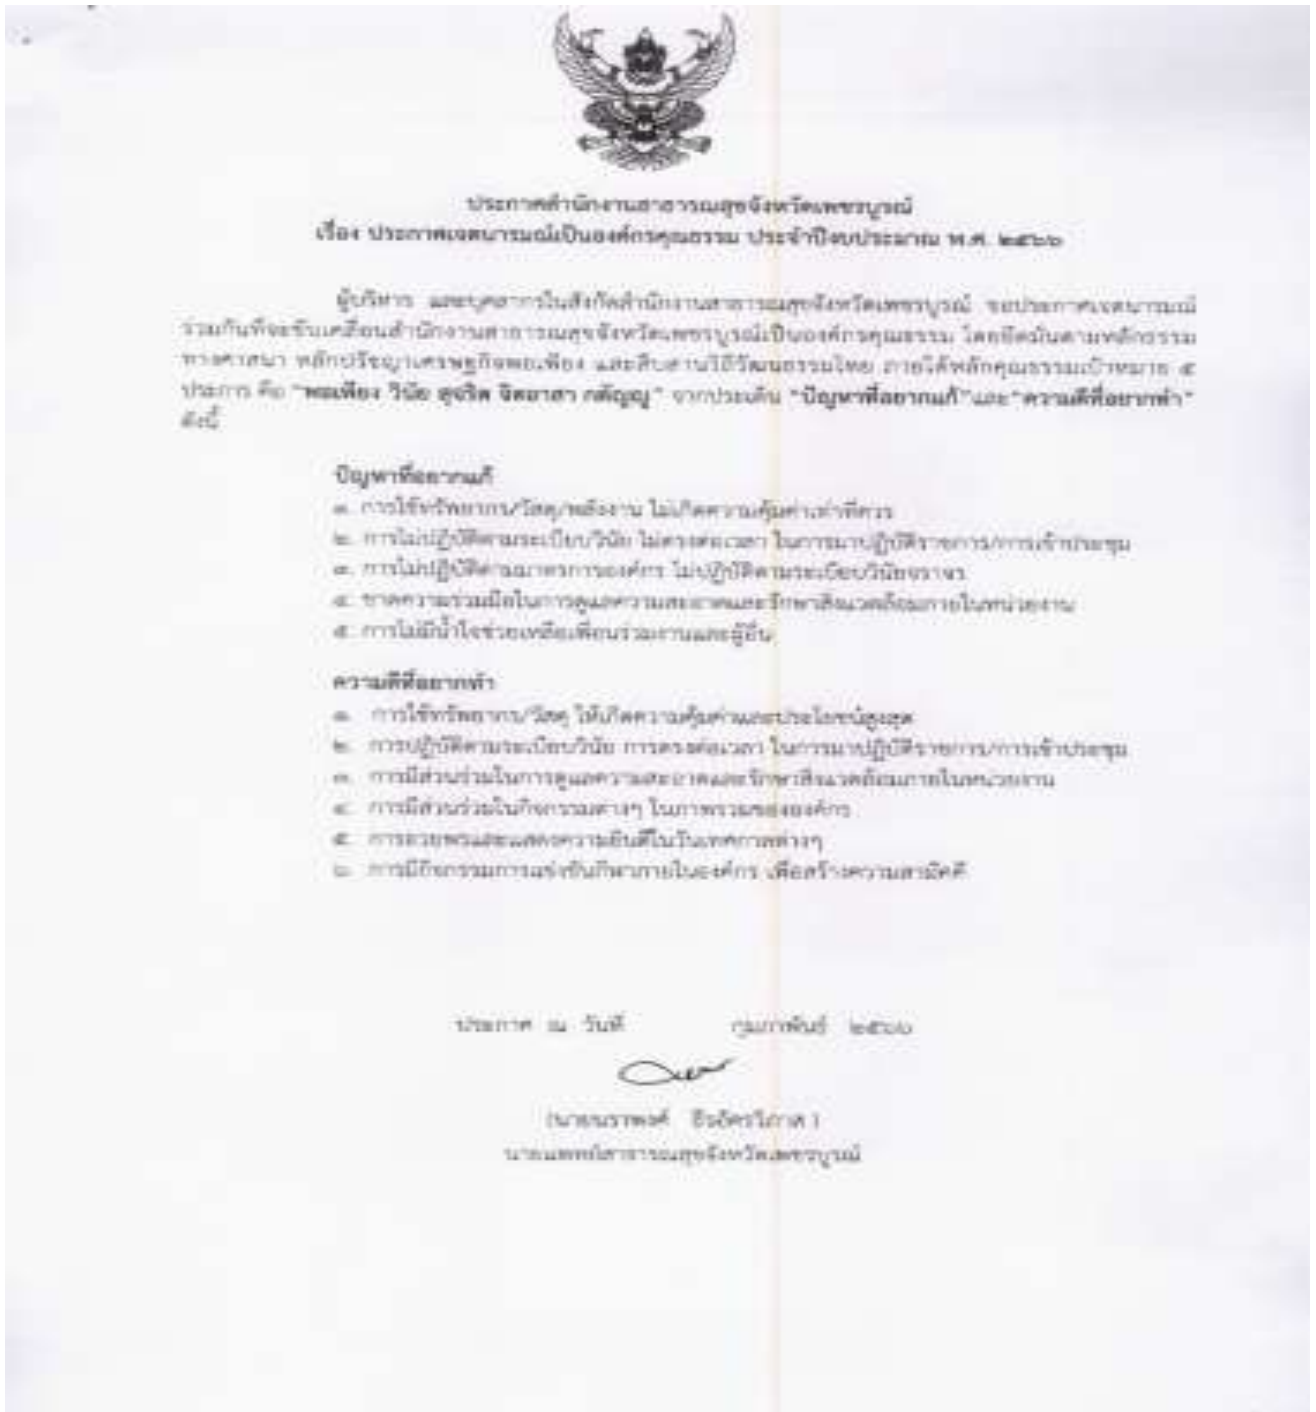 ประกาศสำนักงานสาธารณสุขจังหวัดเพชรบูรณ์
เรื่อง ประกาศเจตนารมณ์เป็นองค์กรคุณธรรม ประจำปีงบประมาณ พ.ศ. ๒๕๖๖
ผู้บริหาร และบุคลากรในสังกัดสำนักงานสาธารณสุขจังหวัดเพชรบูรณ์ ขอประกาศเจตนารมณ์
ร่วมกันที่จะขับเคลื่อนสำนักงานสาธารณสุขจังหวัดเพชรบูรณ์เป็นองค์กรคุณธรรม โดยยึดมั่นตามหลักธรรม
ทางศาสนา หลักปรัชญาเศรษฐกิจพอเพียง และสืบสานวิถีวัฒนธรรมไทย ภายใต้หลักคุณธรรมเป้าหมาย ๕
ประการ คือ "พอเพียง วินัย สุจริต จิตอาสา กตัญญู" จากประเด็น "ปัญหาที่อยากแก้"และ"ความดีที่อยากทำ"
ดังนี้
ปัญหาที่อยากแก้
๑. การใช้ทรัพยากร/วัสดุ/พลังงาน ไม่เกิดความคุ้มค่าเท่าที่ควร
๒. การไม่ปฏิบัติตามระเบียบวินัย ไม่ตรงต่อเวลา ในการมาปฏิบัติราชการ/การเข้าประชุม
๓. การไม่ปฏิบัติตามมาตรการองค์กร ไม่ปฏิบัติตามระเบียบวินัยจราจร
๔. ขาดความร่วมมือในการดูแลความสะอาดและรักษาสิ่งแวดล้อมภายในหน่วยงาน
๕. การไม่มีน้ำใจช่วยเหลือเพื่อนร่วมงานและผู้อื่น
ความดีที่อยากทำ
๑. การใช้ทรัพยากร/วัสดุ ให้เกิดความคุ้มค่าและประโยชน์สูงสุด
๒. การปฏิบัติตามระเบียบวินัย การตรงต่อเวลา ในการมาปฏิบัติราชการ/การเข้าประชุม
๓. การมีส่วนร่วมในการดูแลความสะอาดและรักษาสิ่งแวดล้อมภายในหน่วยงาน
๔. การมีส่วนร่วมในกิจกรรมต่างๆ ในภาพรวมขององค์กร
๕. การอวยพรและแสดงความยินดีในวันเทศกาลต่างๆ
๖. การมีกิจกรรมการแข่งขันกีฬาภายในองค์กร เพื่อสร้างความสามัคคี
ประกาศ ณ วันที่ กุมภาพันธ์ ๒๕๖๖
(นายนราพงศ์ ธีรอัครวิภาส)
นายแพทย์สาธารณสุขจังหวัดเพชรบูรณ์